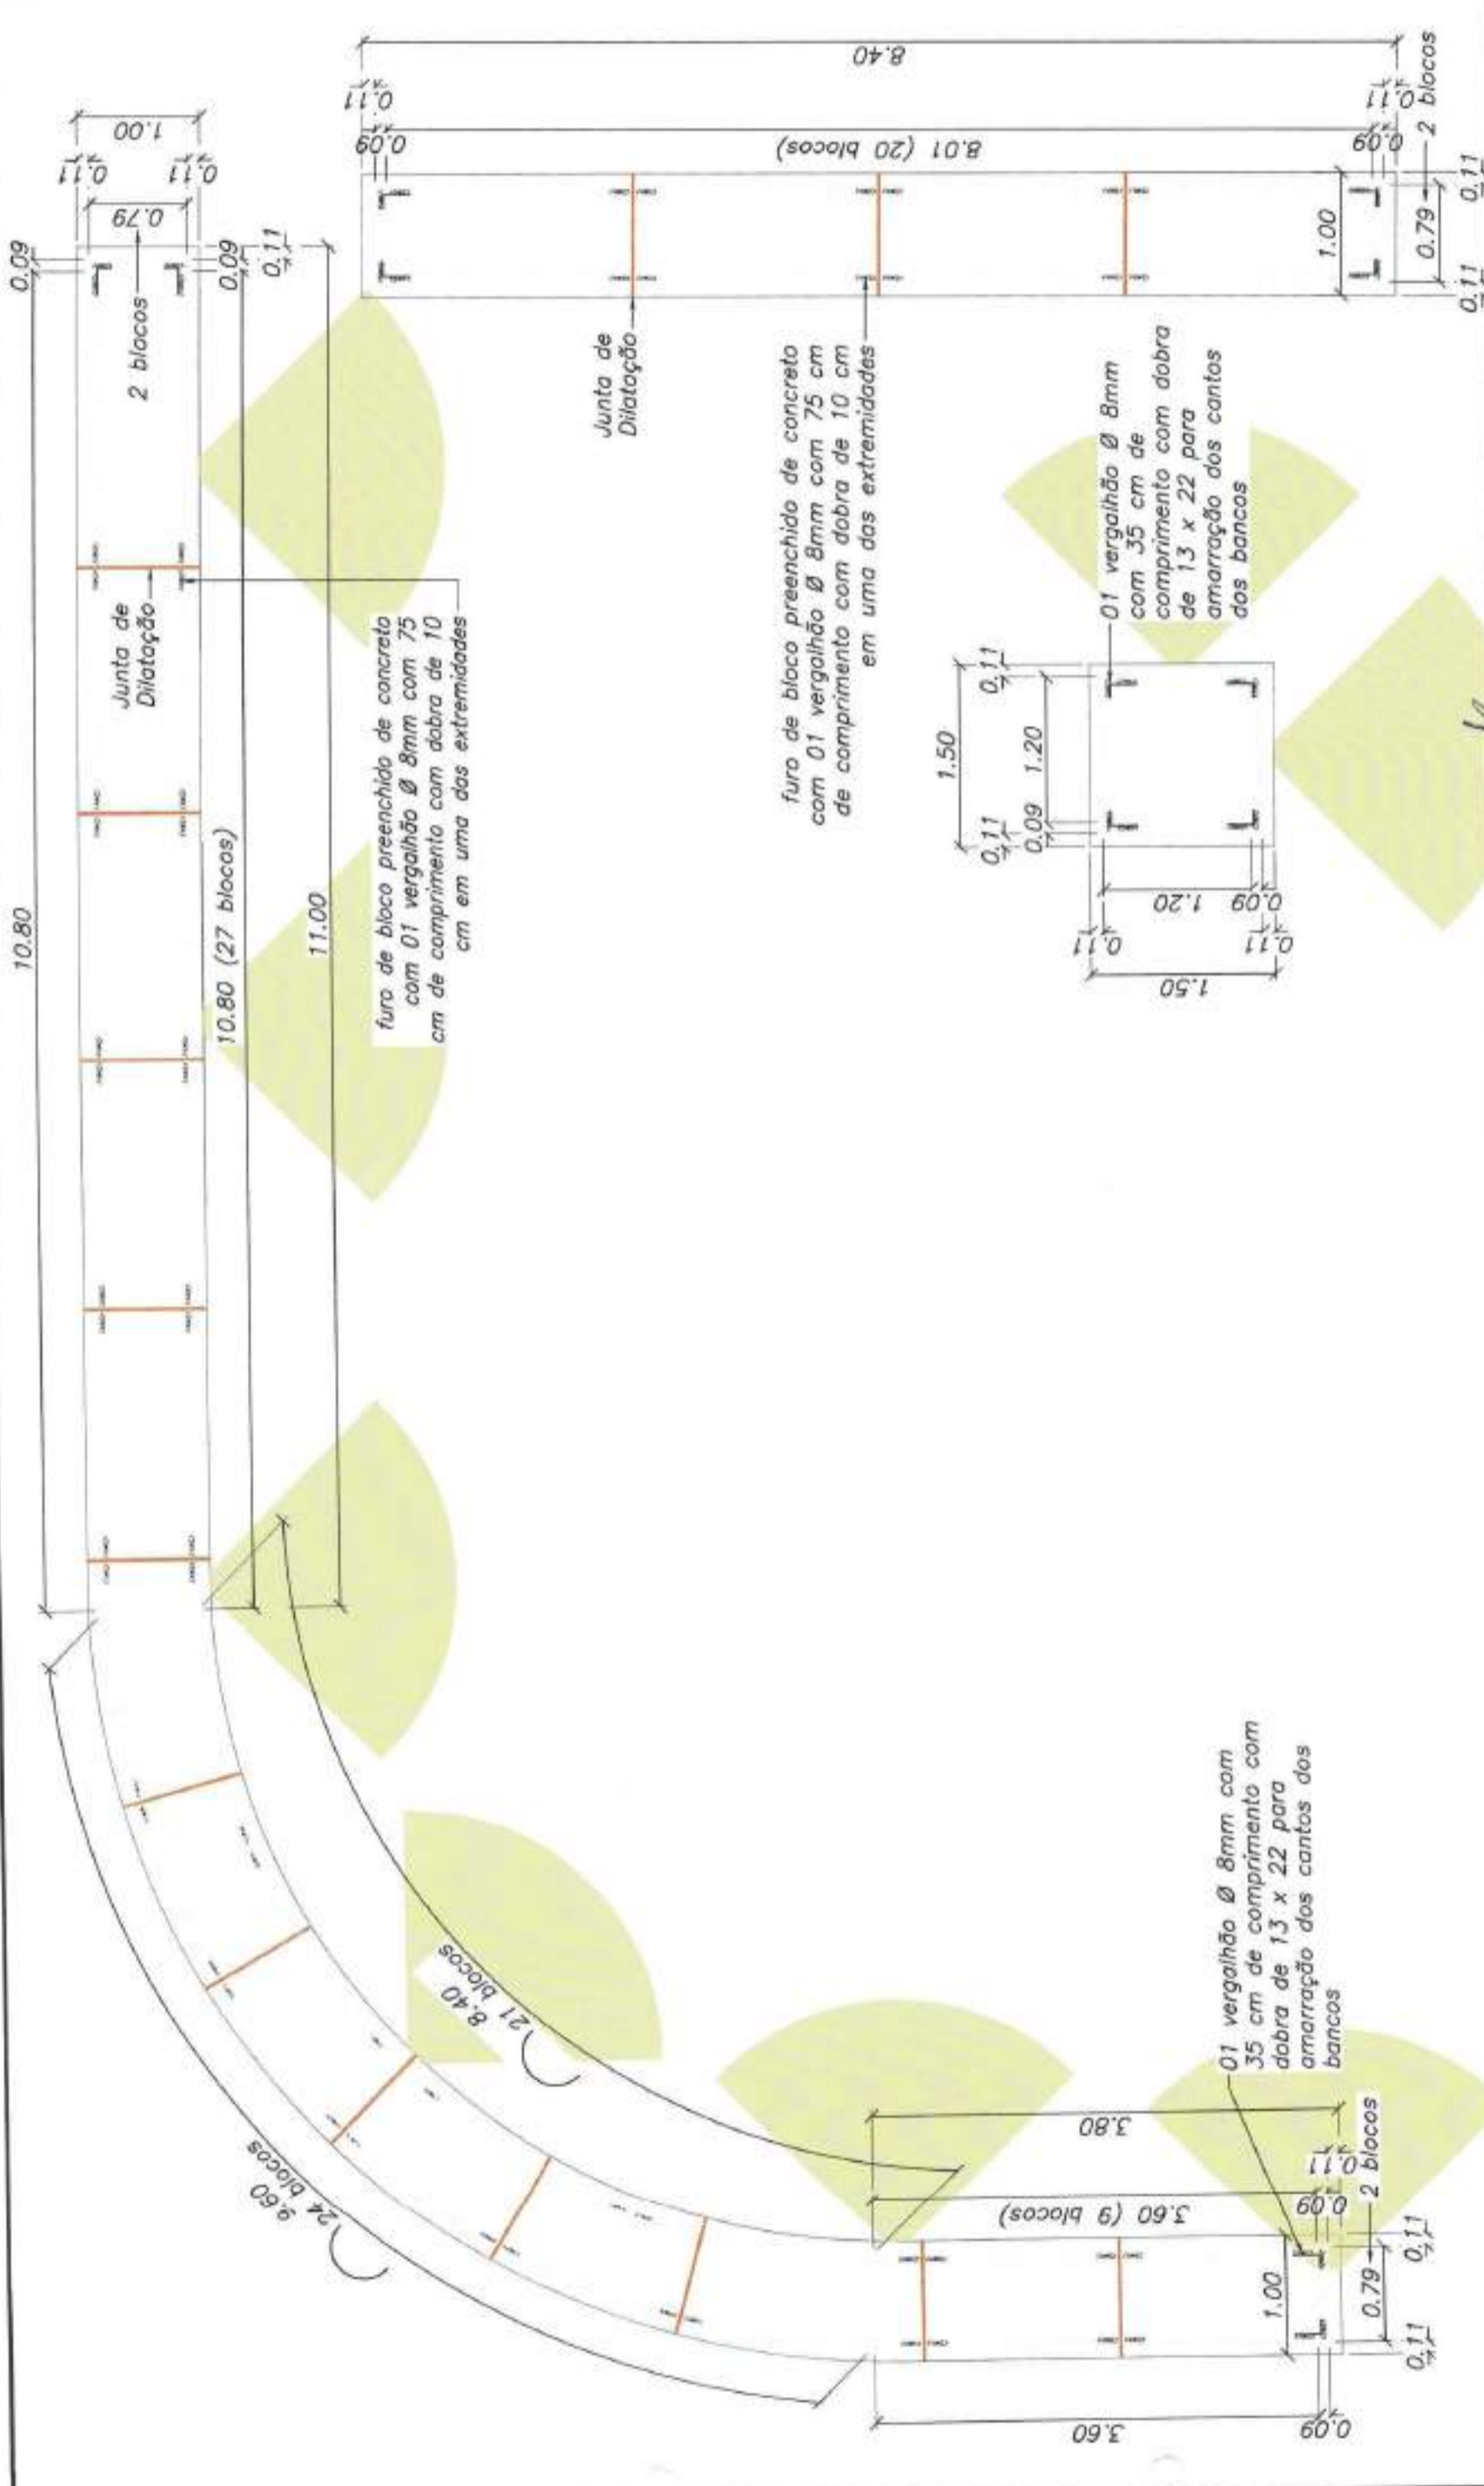 0.09
10.80
0.11
1.00
0.11
0.79
0.09
0.11
2 blocos
Junta de
Dilatação
10.80 (27 blocos)
11.00
furo de bloco preenchido de concreto
com 01 vergalhão Ø 8mm com 75
cm de comprimento com dobra de 10
cm em uma das extremidades
8.40
0.11
0.09
8.01 (20 blocos)
0.11
0.09
2 blocos
1.00
0.79
0.11
0.11
Junta de
Dilatação
furo de bloco preenchido de concreto
com 01 vergalhão Ø 8mm com 75 cm
de comprimento com dobra de 10 cm
em uma das extremidades
01 vergalhão Ø 8mm
com 35 cm de
comprimento com dobra
de 13 x 22 para
amarração dos cantos
dos bancos
1.50
0.11
0.11
0.09
1.20
1.20
0.09
0.11
0.11
1.50
8.40
21 blocos
9.60
24 blocos
01 vergalhão Ø 8mm com
35 cm de comprimento com
dobra de 13 x 22 para
amarração dos cantos dos
bancos
3.80
0.11
3.60 (9 blocos)
0.09
2 blocos
1.00
0.79
0.11
0.11
3.60
0.09